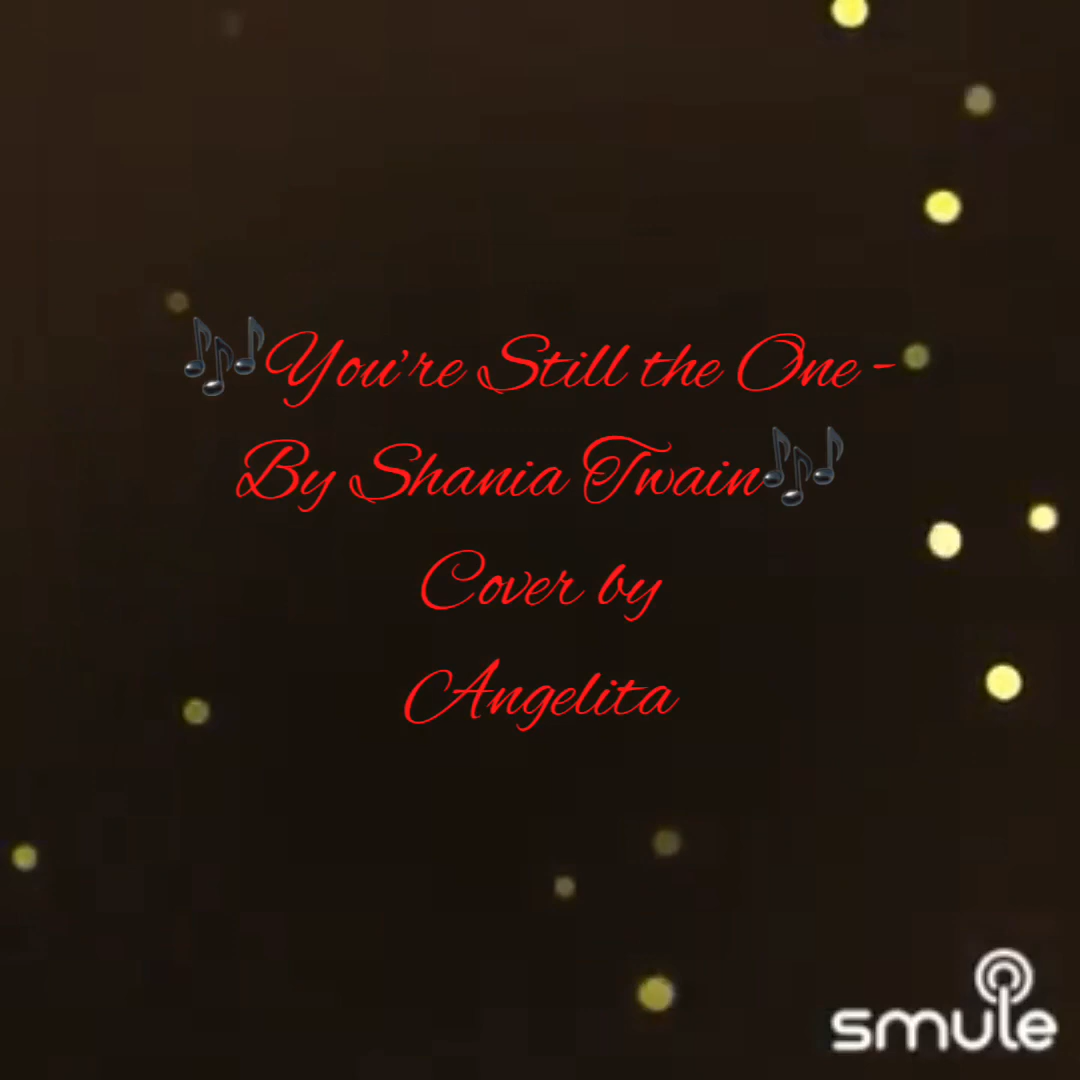 🎶You're Still the One -
By Shania Twain🎶
Cover by
Angelita
smule